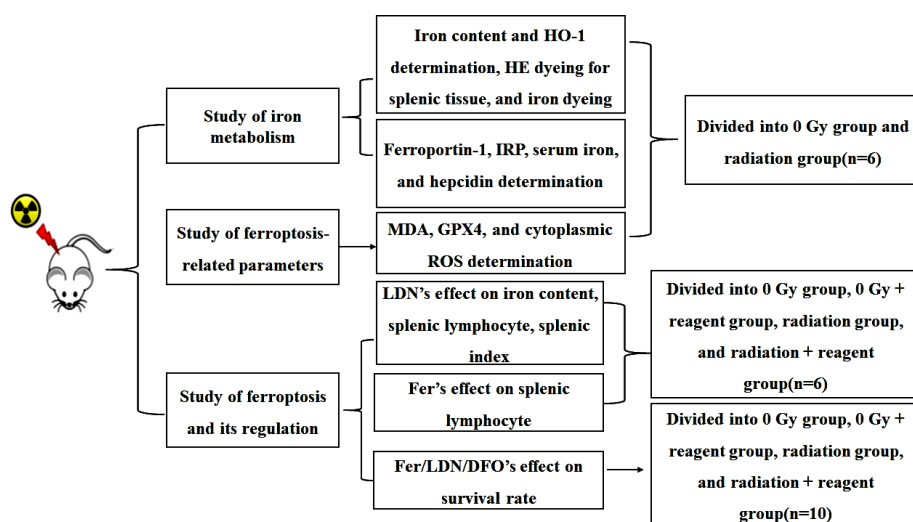 Iron content and HO-1
determination, HE dyeing for
splenic tissue, and iron dyeing
Study of iron
metabolism
Ferroportin-1, IRP, serum iron,
and hepcidin determination
Divided into 0 Gy group and
radiation group(n=6)
Study of ferroptosis-
related parameters
MDA, GPX4, and cytoplasmic
ROS determination
LDN's effect on iron content,
splenic lymphocyte, splenic
index
Fer's effect on splenic
lymphocyte
Divided into 0 Gy group, 0 Gy +
reagent group, radiation group,
and radiation + reagent
group(n=6)
Study of ferroptosis
and its regulation
Fer/LDN/DFO's effect on
survival rate
Divided into 0 Gy group, 0 Gy +
reagent group, radiation group,
and radiation + reagent
group(n=10)